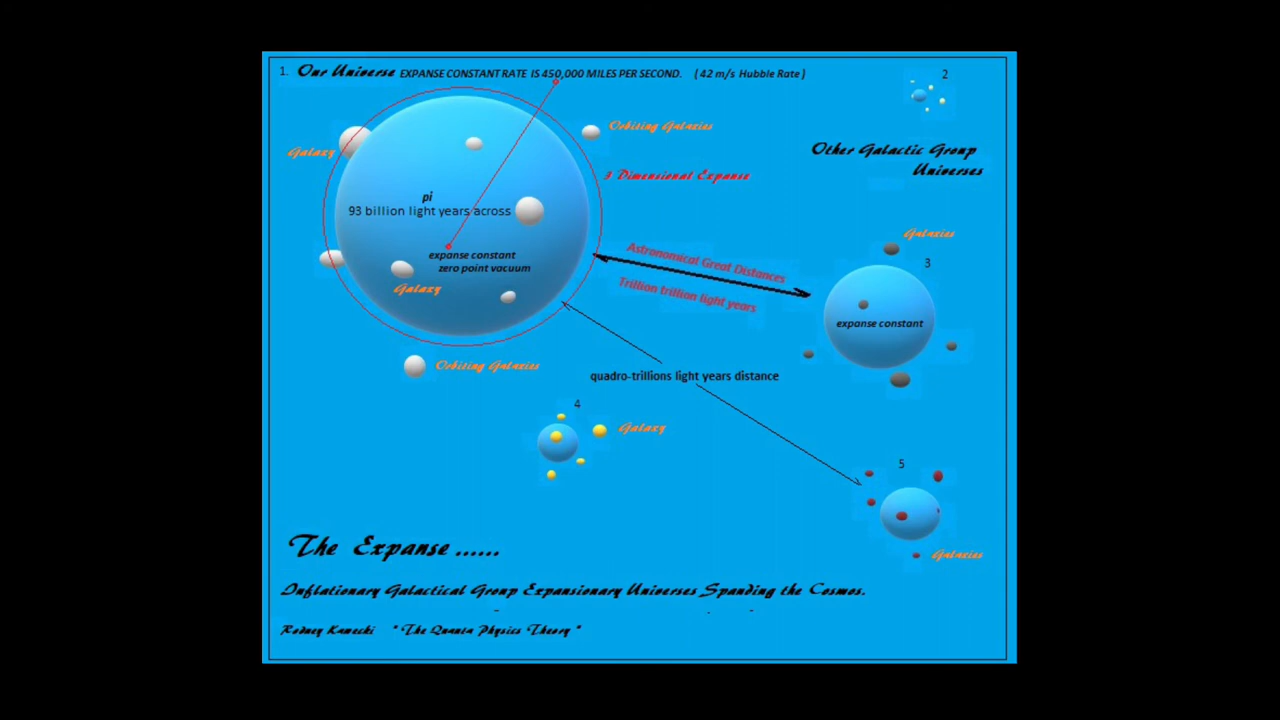 1. Our Universe EXPANSE CONSTANT RATE IS 450,000 MILES PER SECOND. ( 42 m/s Hubble Rate )
2
Orbiting Galaxies
Galaxy
Other Galactic Group
Universes
3 Dimensional Expanse
pi
93 billion light years across
Galaxies
Astronomical Great Distances
expanse constant
zero point vacuum
3
Galaxy
Trillion trillion light years
expanse constant
Orbiting Galaxies
quadro-trillions light years distance
4
Galaxy
5
The Expanse ......
Galaxies
Inflationary Galactical Group Expansionary Universes Spanding the Cosmos.
Rodney Kawecki " The Quanta Physics Theory "